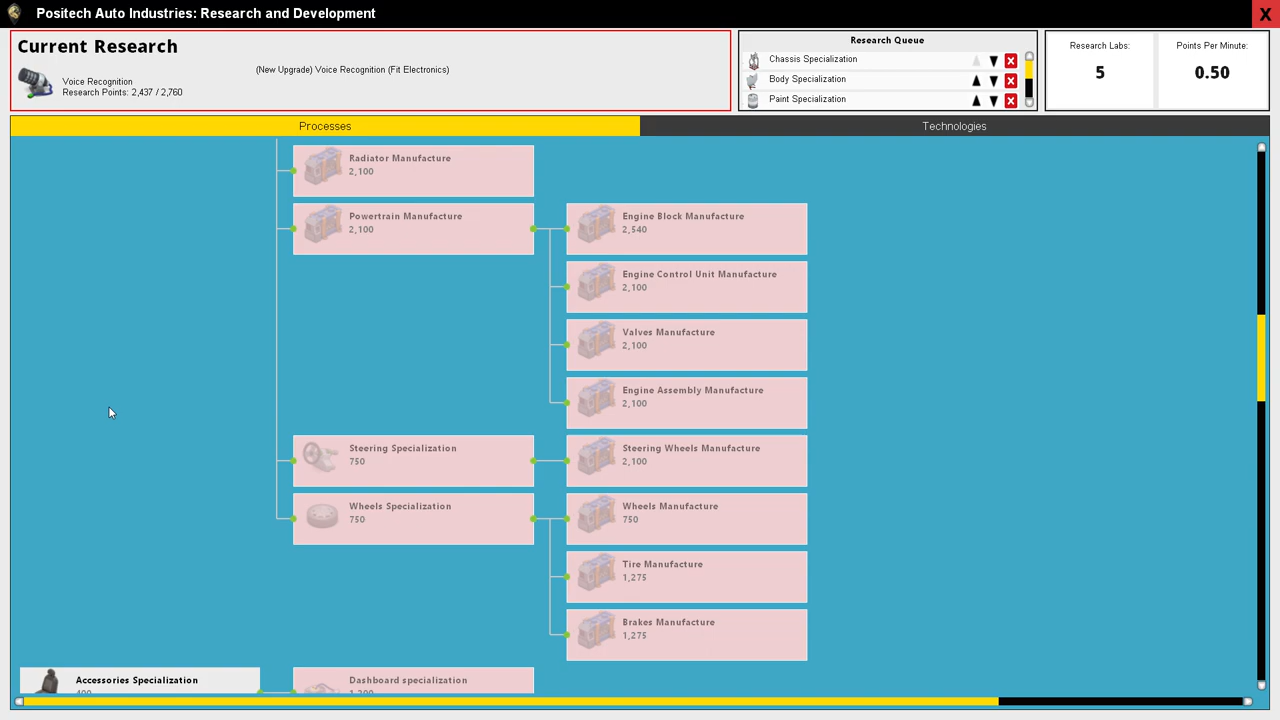 Positech Auto Industries: Research and Development
X
Current Research
Voice Recognition
Research Points: 2,437 / 2,760
(New Upgrade) Voice Recognition (Fit Electronics)
Research Queue
Chassis Specialization
Body Specialization
Paint Specialization
Research Labs:
5
Points Per Minute:
0.50
Processes
Technologies
Radiator Manufacture
2,100
Powertrain Manufacture
2,100
Engine Block Manufacture
2,540
Engine Control Unit Manufacture
2,100
Valves Manufacture
2,100
Engine Assembly Manufacture
2,100
Steering Specialization
750
Steering Wheels Manufacture
2,100
Wheels Specialization
750
Wheels Manufacture
750
Tire Manufacture
1,275
Brakes Manufacture
1,275
Accessories Specialization
400
Dashboard specialization
1,200